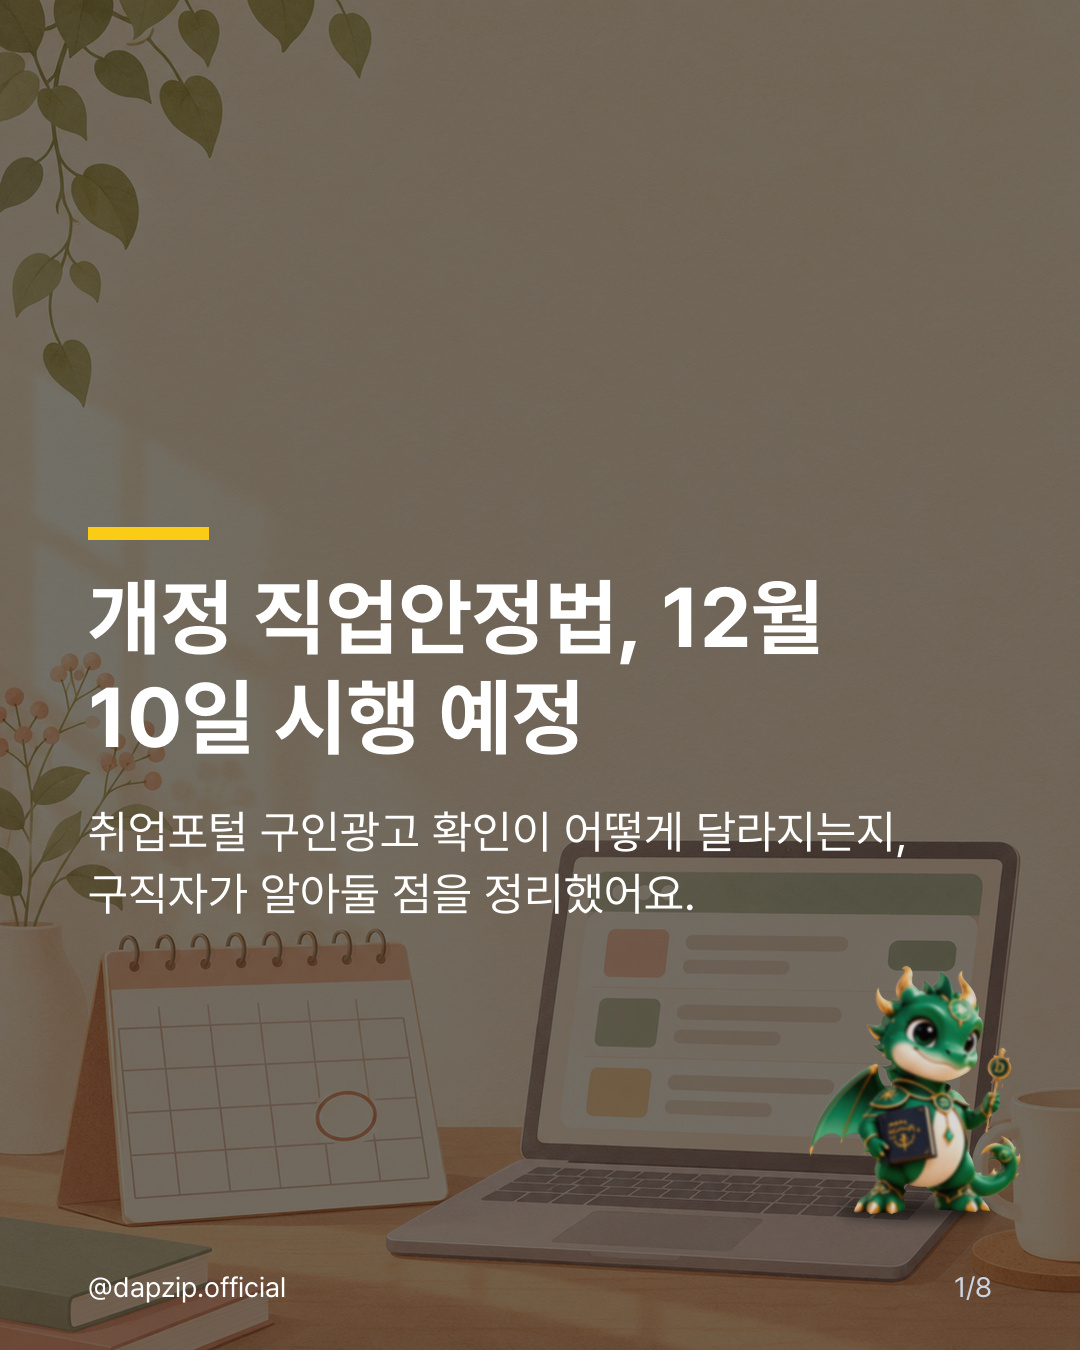 개정 직업안정법, 12월
10일 시행 예정
취업포털 구인광고 확인이 어떻게 달라지는지,
구직자가 알아둘 점을 정리했어요.
@dapzip.official
1/8